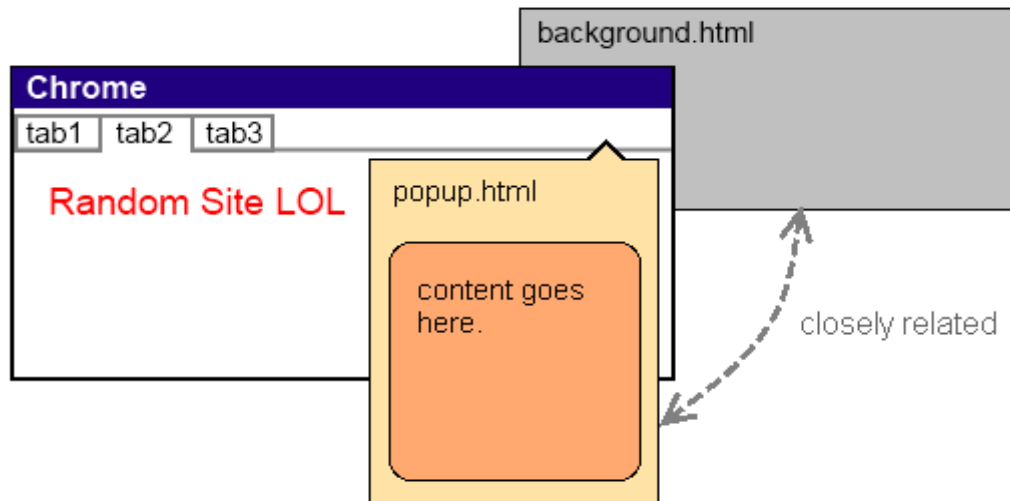 background.html
Chrome
tab1 tab2 tab3
Random Site LOL
popup.html
content goes
here.
closely related